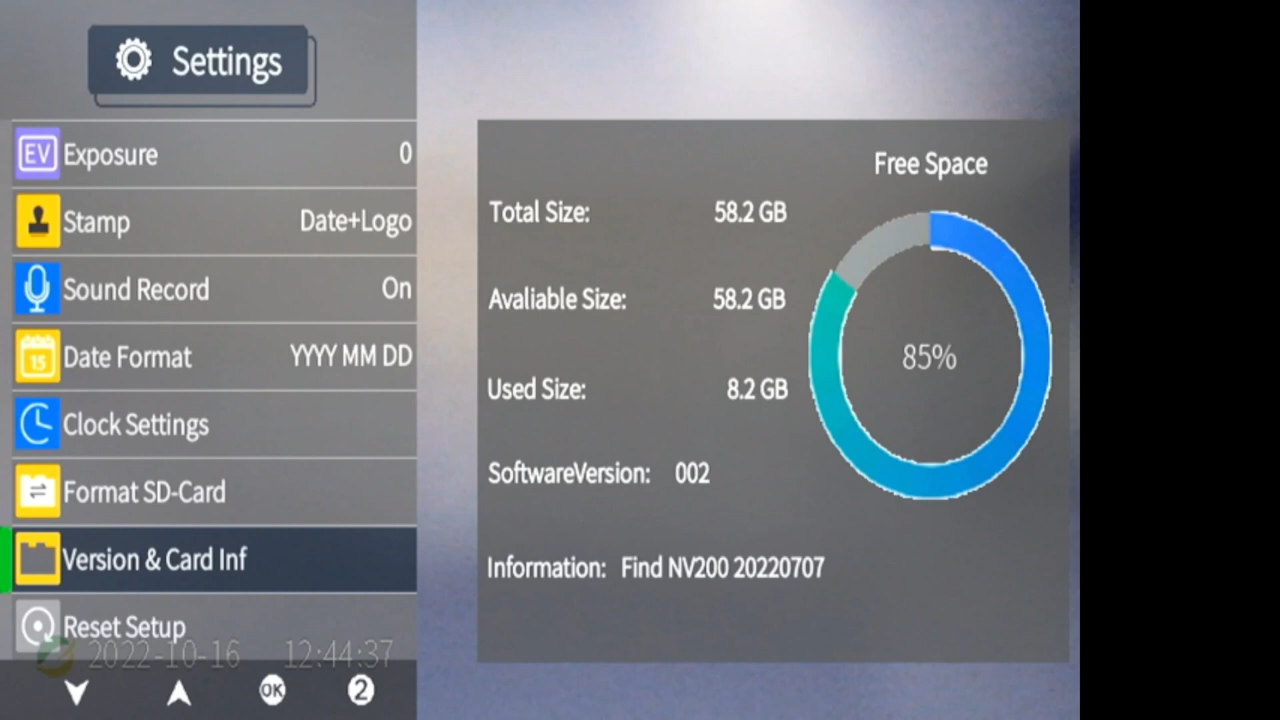 Settings
EV Exposure 0
Stamp Date+Logo
Sound Record On
15 Date Format YYYY MM DD
Clock Settings
Format SD-Card
Version & Card Inf
Reset Setup
2022-10-16 12:44:37
OK 2
Free Space
Total Size: 58.2 GB
Avaliable Size: 58.2 GB
85%
Used Size: 8.2 GB
SoftwareVersion: 002
Information: Find NV200 20220707